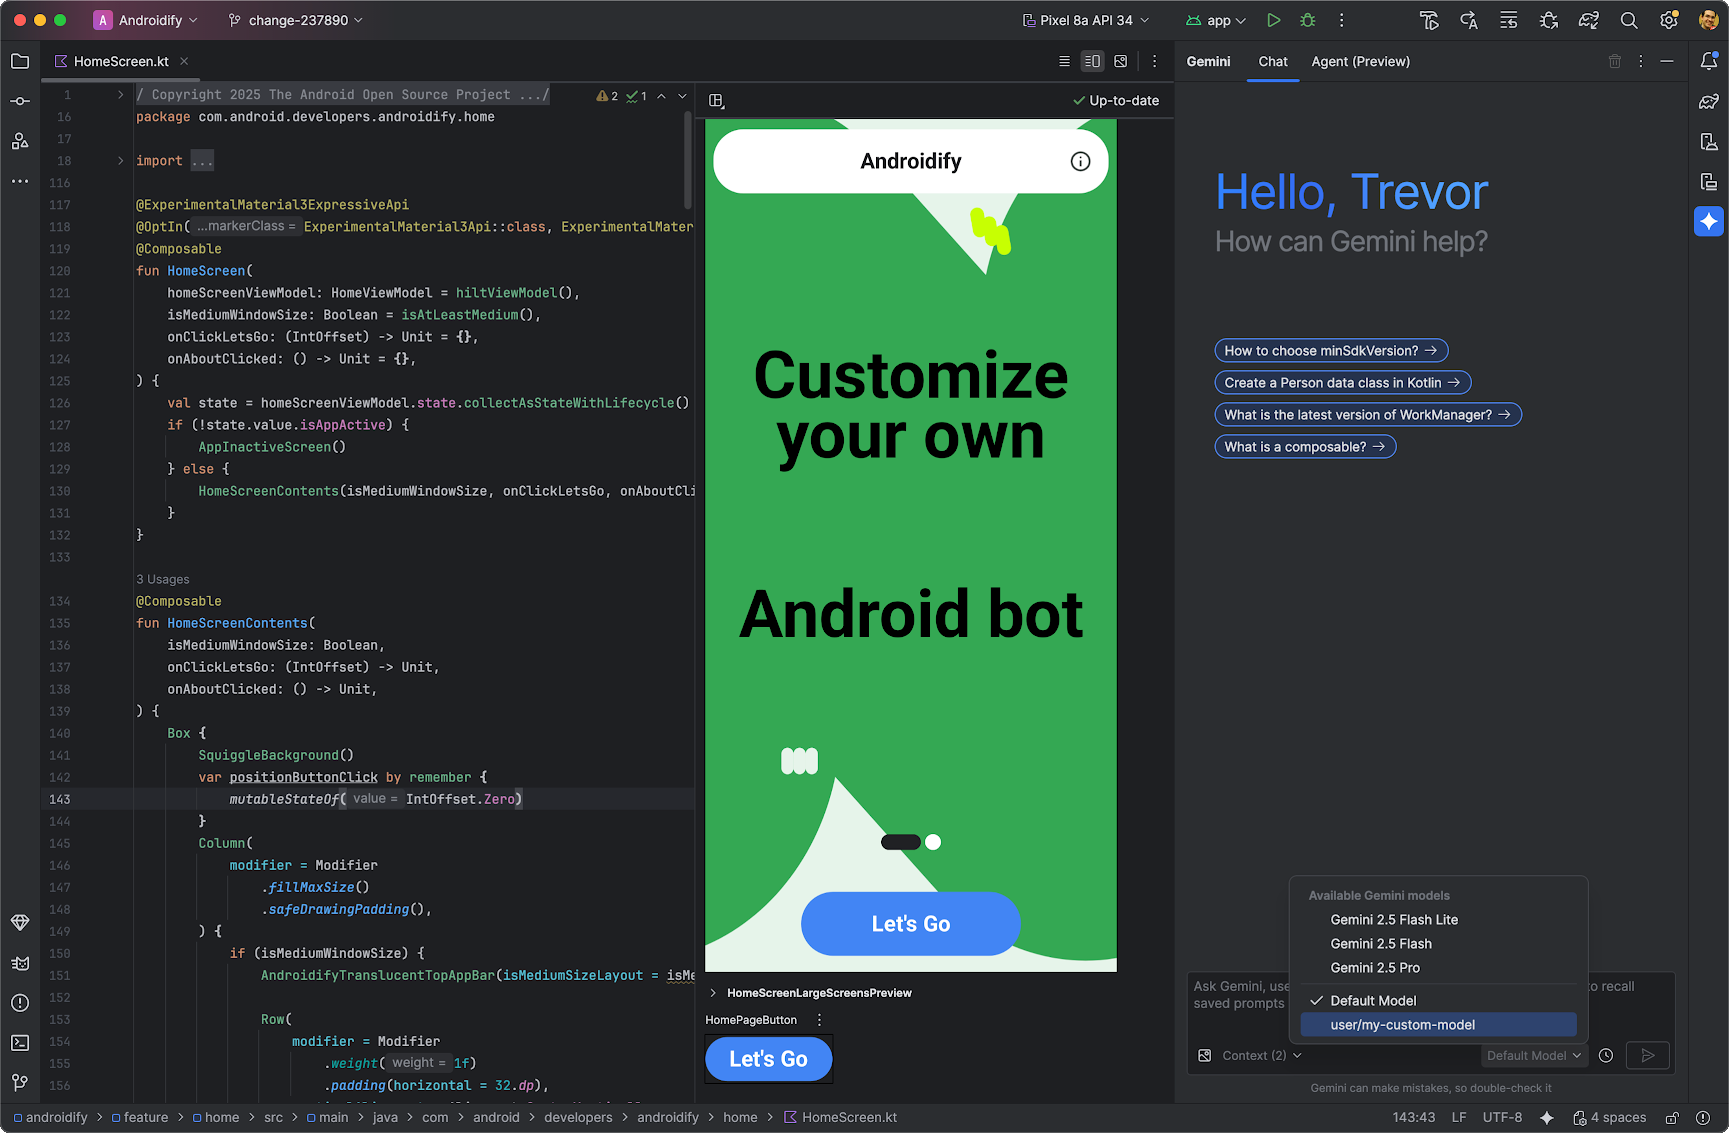 A Androidify
change-237890
Pixel 8a API 34
app
HomeScreen.kt
Gemini
Chat
Agent (Preview)
1 / Copyright 2025 The Android Open Source Project .../
2 1
16 package com.android.developers.androidify.home
17
18 import ...
116
117 @ExperimentalMaterial3ExpressiveApi
118 @OptIn( ...markerClass = ExperimentalMaterial3Api::class, ExperimentalMater
119 @Composable
120 fun HomeScreen(
121 homeScreenViewModel: HomeViewModel = hiltViewModel(),
122 isMediumWindowSize: Boolean = isAtLeastMedium(),
123 onClickLetsGo: (IntOffset) -> Unit = {},
124 onAboutClicked: () -> Unit = {},
125 ) {
126 val state = homeScreenViewModel.state.collectAsStateWithLifecycle()
127 if (!state.value.isAppActive) {
128 AppInactiveScreen()
129 } else {
130 HomeScreenContents(isMediumWindowSize, onClickLetsGo, onAboutCli
131 }
132 }
133
3 Usages
134 @Composable
135 fun HomeScreenContents(
136 isMediumWindowSize: Boolean,
137 onClickLetsGo: (IntOffset) -> Unit,
138 onAboutClicked: () -> Unit,
139 ) {
140 Box {
141 SquiggleBackground()
142 var positionButtonClick by remember {
143 mutableStateOf( value = IntOffset.Zero)
144 }
145 Column(
146 modifier = Modifier
147 .fillMaxSize()
148 .safeDrawingPadding(),
149 ) {
150 if (isMediumWindowSize) {
151 AndroidifyTranslucentTopAppBar(isMediumSizeLayout = isMe
152
153 Row(
154 modifier = Modifier
155 .weight( weight = 1f)
156 .padding(horizontal = 32.dp),
Up-to-date
Androidify
Customize
your own
Android bot
Let's Go
HomeScreenLargeScreensPreview
HomePageButton
Let's Go
Hello, Trevor
How can Gemini help?
How to choose minSdkVersion? →
Create a Person data class in Kotlin →
What is the latest version of WorkManager? →
What is a composable? →
Available Gemini models
Gemini 2.5 Flash Lite
Gemini 2.5 Flash
Gemini 2.5 Pro
Default Model
user/my-custom-model
Ask Gemini, use to recall
saved prompts
Context (2)
Default Model
Gemini can make mistakes, so double-check it
androidify > feature > home > src > main > java > com > android > developers > androidify > home > HomeScreen.kt
143:43 LF UTF-8 4 spaces